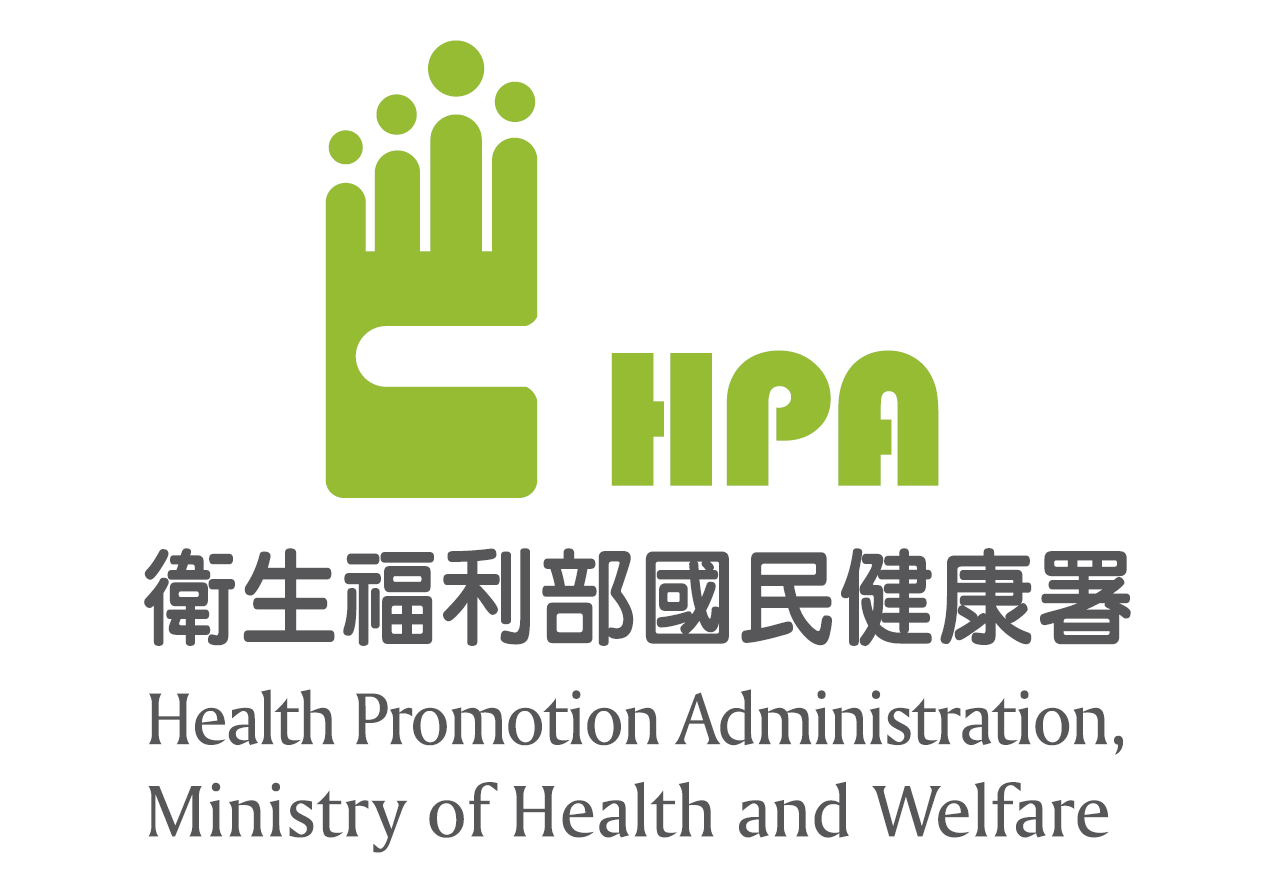 HPA
衛生福利部國民健康署
Health Promotion Administration,
Ministry of Health and Welfare